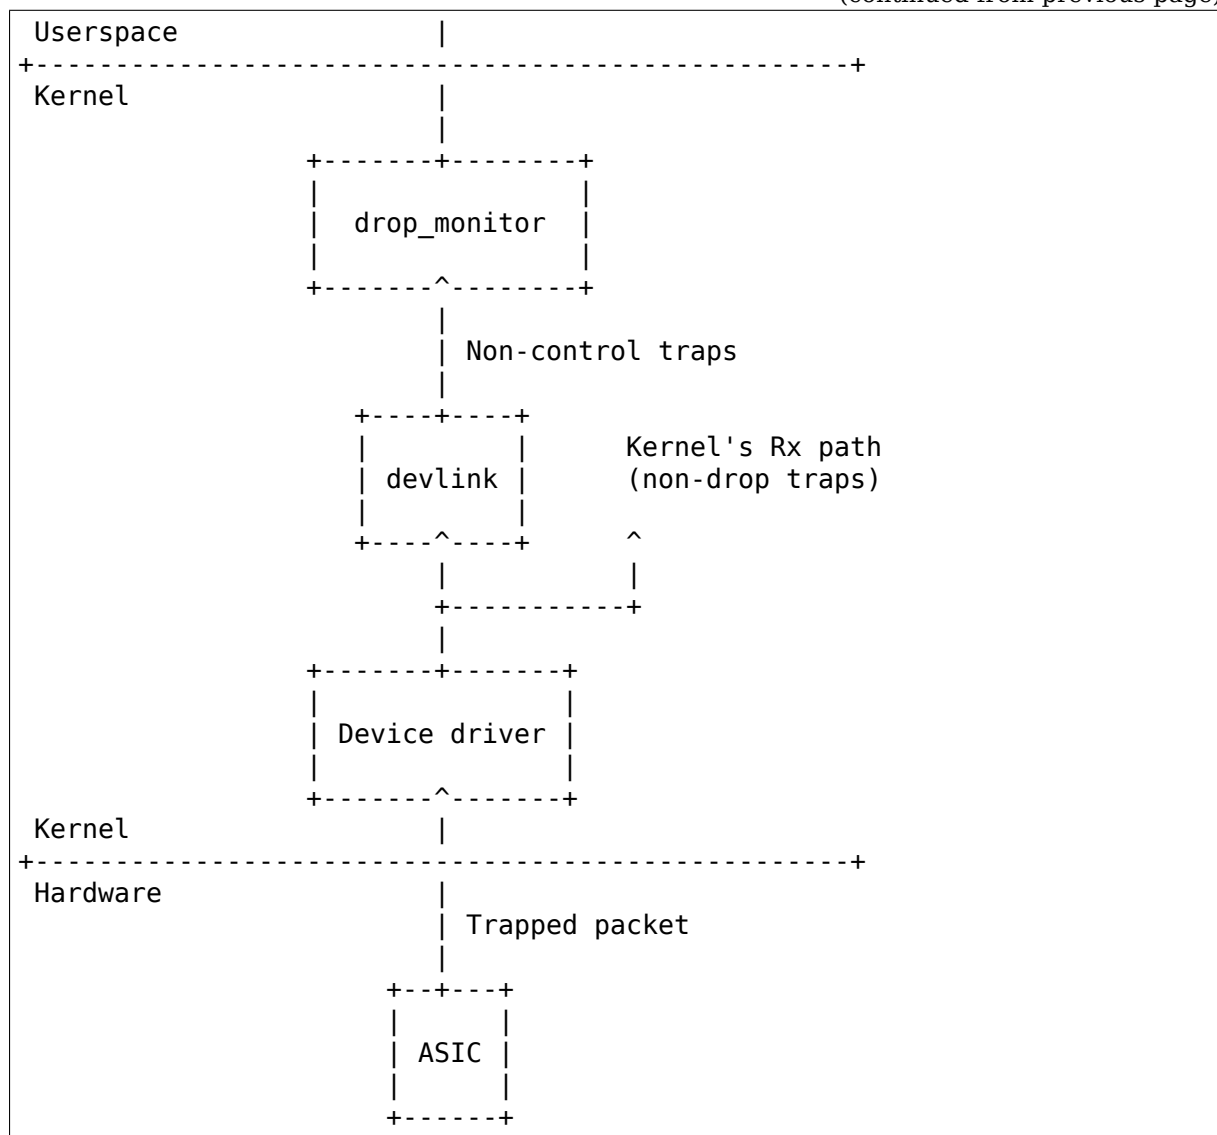 (continued from previous page)
Userspace |
+---------------------------------------------------+
Kernel |
|
+-------+--------+
| |
| drop_monitor |
| |
+-------^--------+
|
| Non-control traps
|
+----+----+
| | Kernel's Rx path
| devlink | (non-drop traps)
| |
+----^----+ ^
| |
+-----------+
|
+-------+-------+
| |
| Device driver |
| |
+-------^-------+
Kernel |
+---------------------------------------------------+
Hardware |
| Trapped packet
|
+--+---+
| |
| ASIC |
| |
+------+